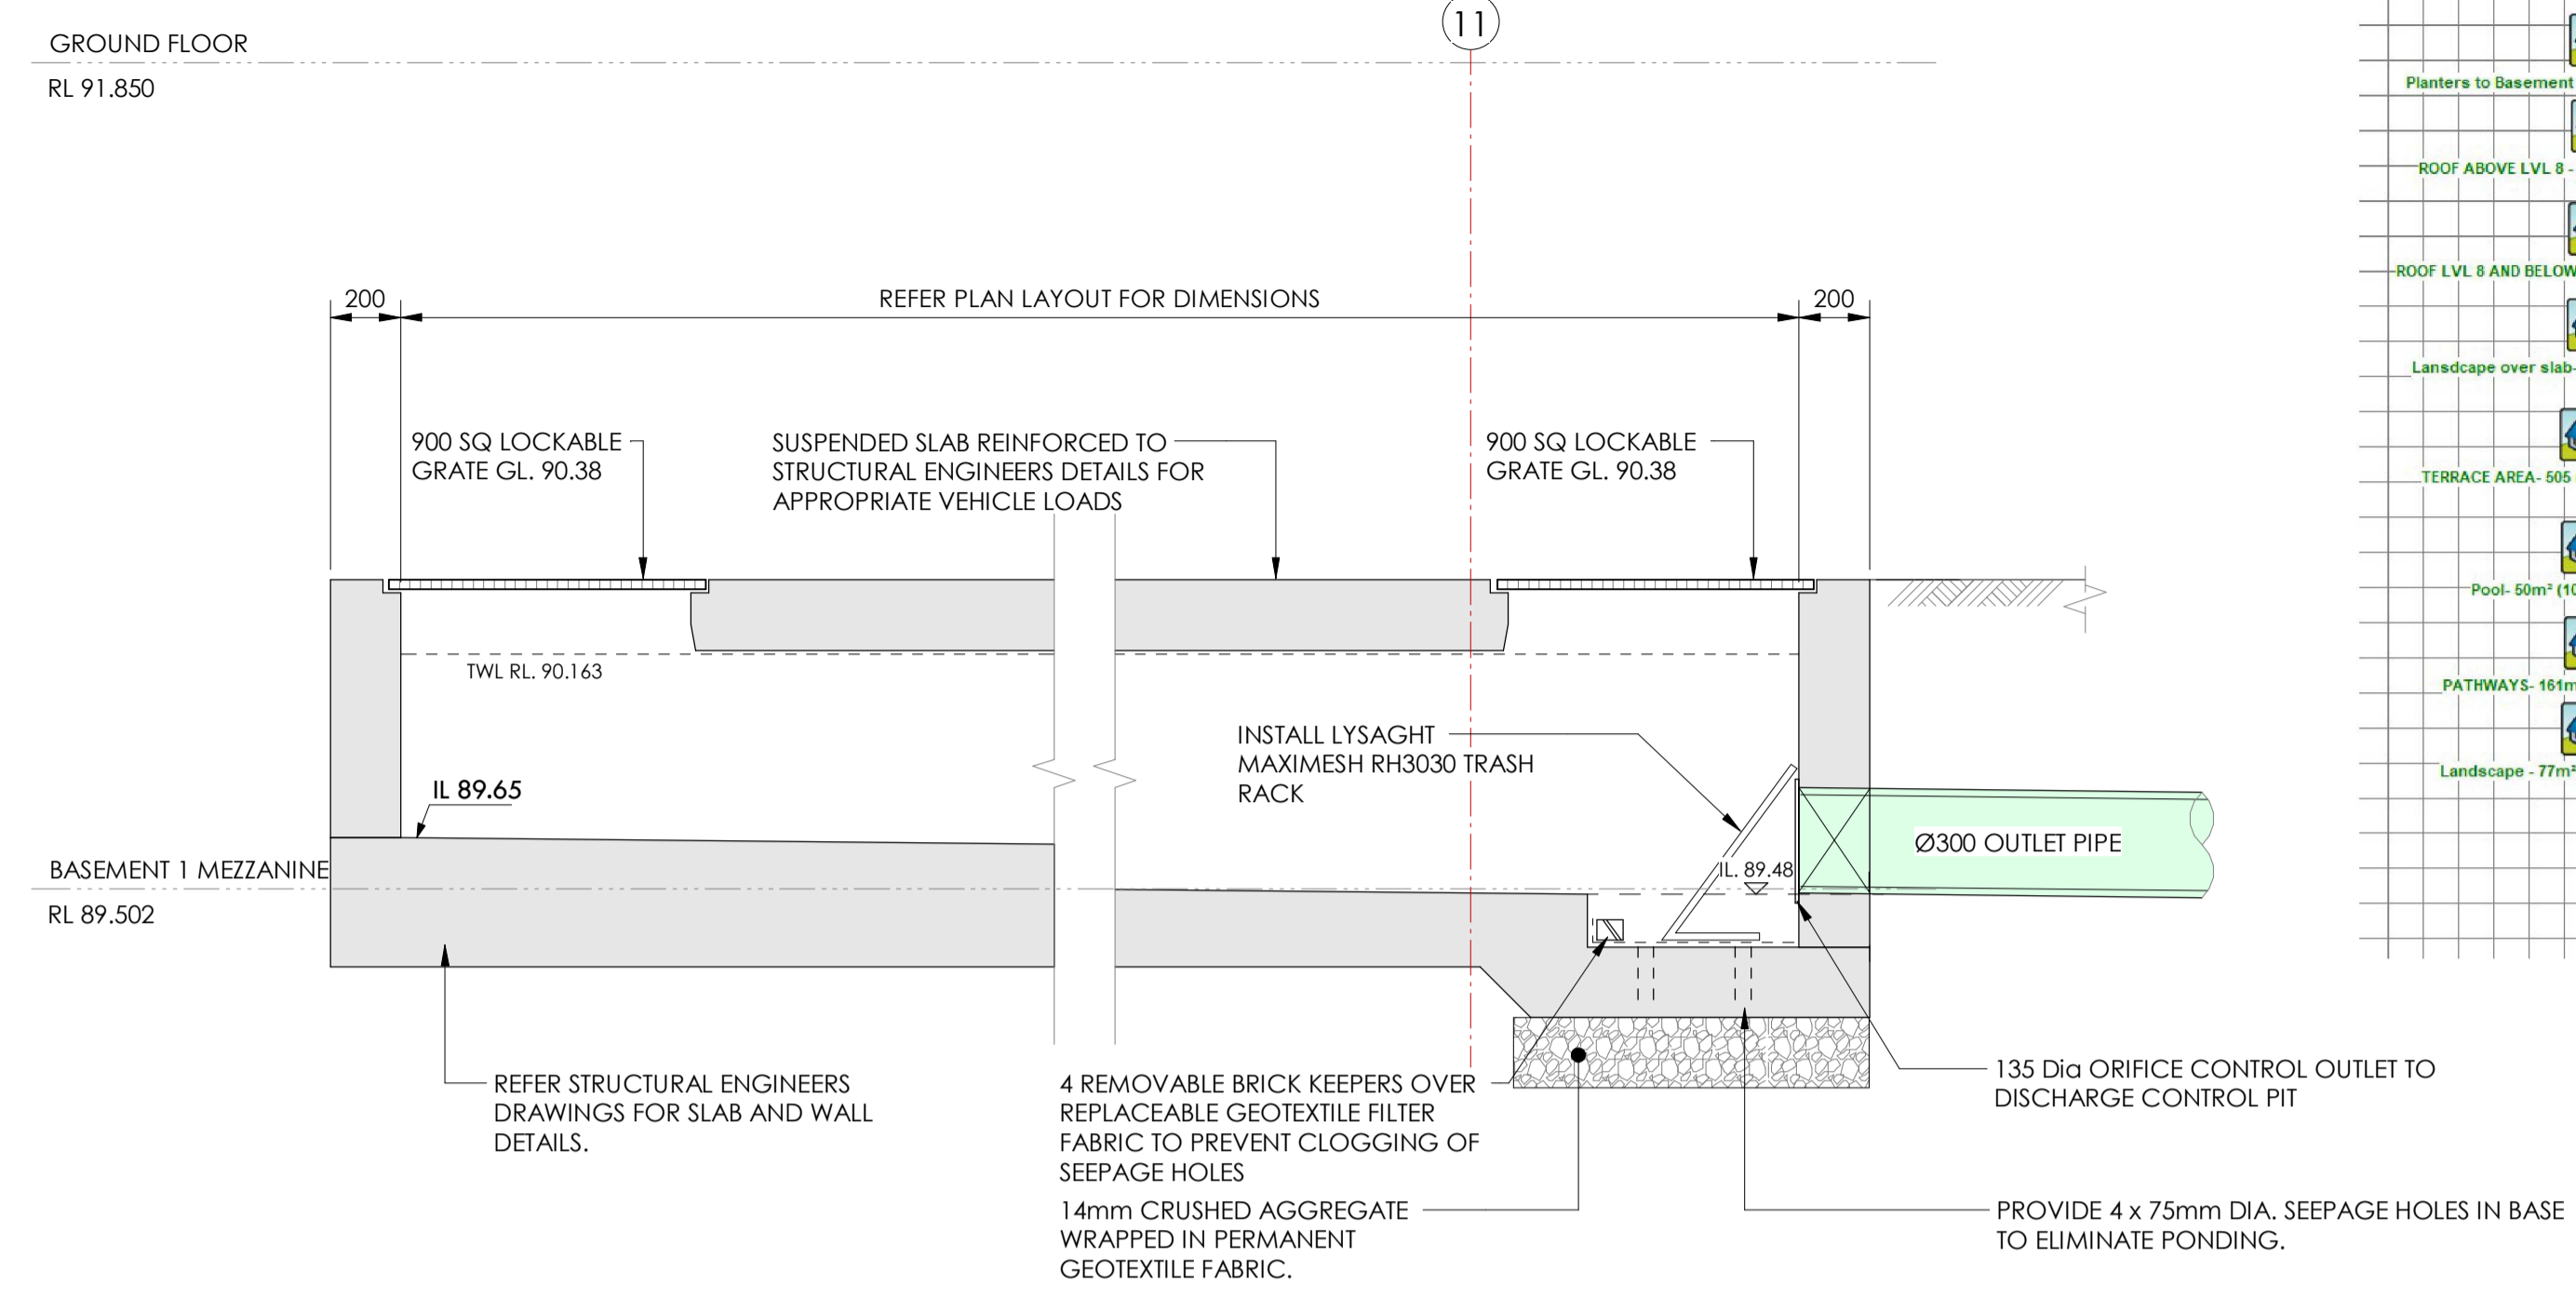 11
GROUND FLOOR
RL 91.850
200
REFER PLAN LAYOUT FOR DIMENSIONS
200
900 SQ LOCKABLE
GRATE GL. 90.38
SUSPENDED SLAB REINFORCED TO
STRUCTURAL ENGINEERS DETAILS FOR
APPROPRIATE VEHICLE LOADS
900 SQ LOCKABLE
GRATE GL. 90.38
TWL RL. 90.163
INSTALL LYSAGHT
MAXIMESH RH3030 TRASH
RACK
IL 89.65
IL. 89.48
Ø300 OUTLET PIPE
BASEMENT 1 MEZZANINE
RL 89.502
REFER STRUCTURAL ENGINEERS
DRAWINGS FOR SLAB AND WALL
DETAILS.
4 REMOVABLE BRICK KEEPERS OVER
REPLACEABLE GEOTEXTILE FILTER
FABRIC TO PREVENT CLOGGING OF
SEEPAGE HOLES
14mm CRUSHED AGGREGATE
WRAPPED IN PERMANENT
GEOTEXTILE FABRIC.
135 Dia ORIFICE CONTROL OUTLET TO
DISCHARGE CONTROL PIT
PROVIDE 4 x 75mm DIA. SEEPAGE HOLES IN BASE
TO ELIMINATE PONDING.
Planters to Basement
ROOF ABOVE LVL 8 -
ROOF LVL 8 AND BELOW
Lansdcape over slab-
TERRACE AREA- 505
Pool- 50m² (10
PATHWAYS- 161m
Landscape - 77m²